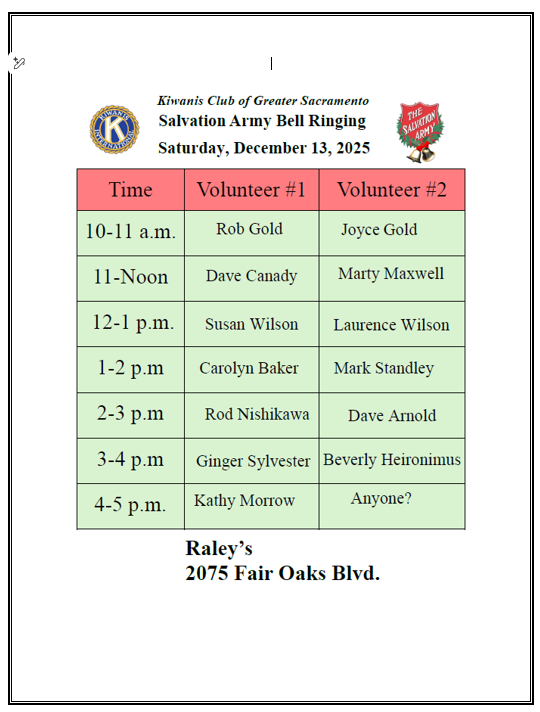 Kiwanis Club of Greater Sacramento
Salvation Army Bell Ringing
Saturday, December 13, 2025
KIWANIS
K
INTERNATIONAL
THE
SALVATION
ARMY
Time Volunteer #1 Volunteer #2
10-11 a.m. Rob Gold Joyce Gold
11-Noon Dave Canady Marty Maxwell
12-1 p.m. Susan Wilson Laurence Wilson
1-2 p.m Carolyn Baker Mark Standley
2-3 p.m Rod Nishikawa Dave Arnold
3-4 p.m Ginger Sylvester Beverly Heironimus
4-5 p.m. Kathy Morrow Anyone?
Raley’s
2075 Fair Oaks Blvd.